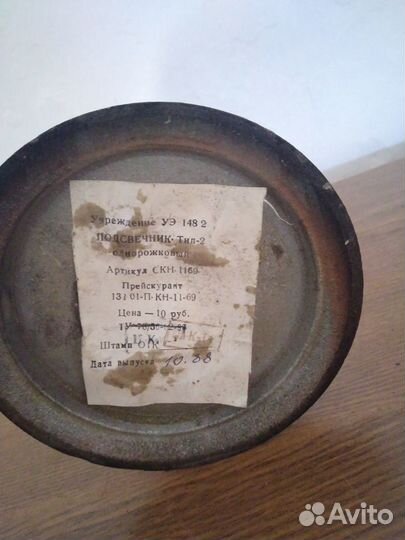 Учреждение УЭ 148 2
ПОДСВЕЧНИК. Тип-2
однорожковый
Артикул СКН-1169
Прейскурант
131 01-П-КН-11-69
Цена — 10 руб.
ТУ
Штамп ОТК
Дата выпуска 10.88
Avito